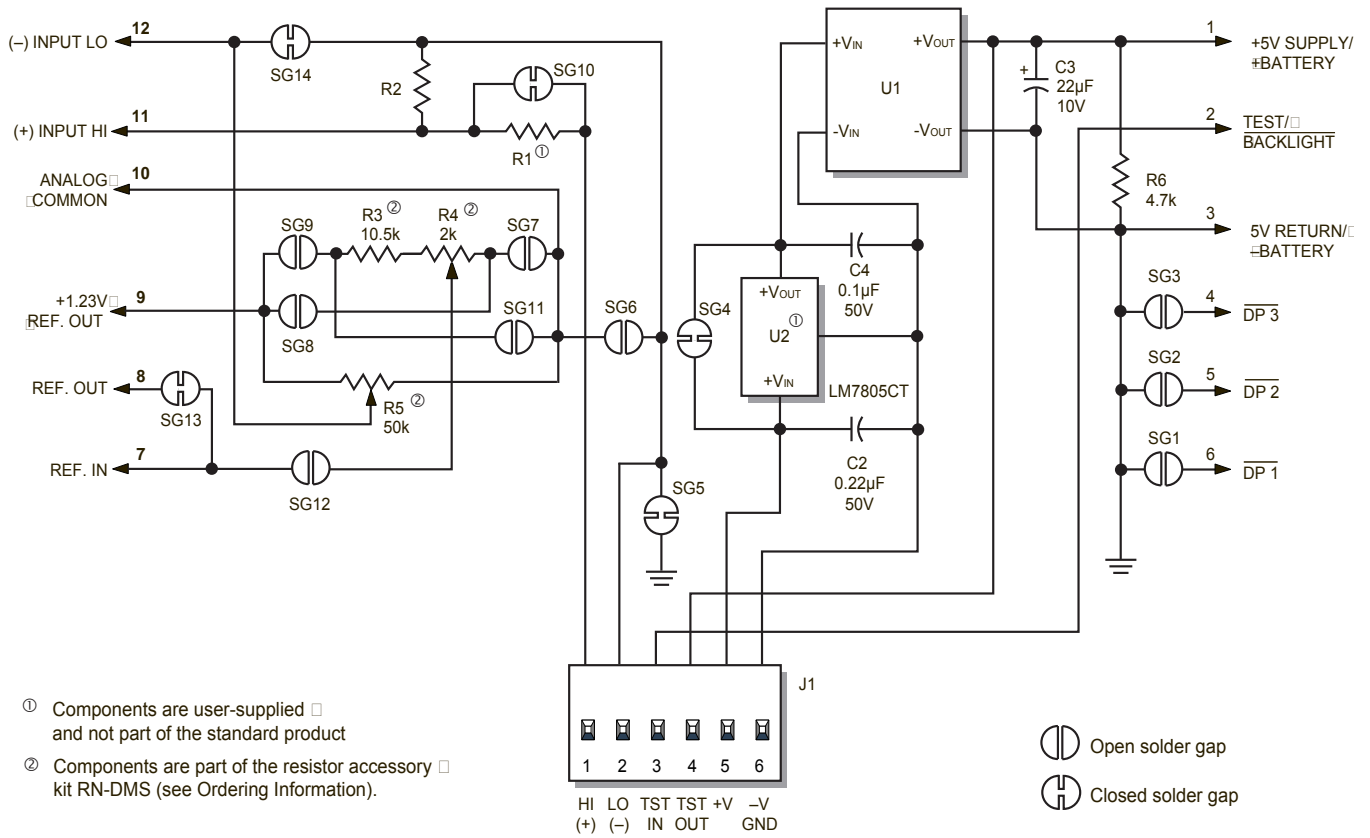 (–) INPUT LO 12
SG14
R2
SG10
(+) INPUT HI 11
R1 ①
ANALOG 10
COMMON
SG9
R3 ②
10.5k
R4 ②
2k
SG7
+1.23V 9
REF. OUT
SG8
SG11
SG6
REF. OUT 8
SG13
R5 ②
50k
REF. IN 7
SG12
SG5
+VIN
+VOUT
U1
-VIN
-VOUT
C3
+
22µF
10V
1 +5V SUPPLY/
+BATTERY
2 TEST/
BACKLIGHT
R6
4.7k
3 5V RETURN/
–BATTERY
SG4
C4
0.1µF
50V
+VOUT
U2 ①
+VIN
LM7805CT
C2
0.22µF
50V
SG3
4 DP 3
SG2
5 DP 2
SG1
6 DP 1
J1
1 2 3 4 5 6
HI LO TST TST +V –V
(+) (–) IN OUT GND
① Components are user-supplied
and not part of the standard product
② Components are part of the resistor accessory
kit RN-DMS (see Ordering Information).
Open solder gap
Closed solder gap